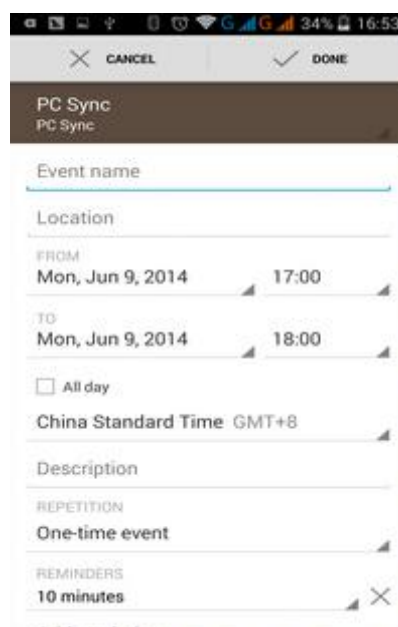 G G 34% 16:53
CANCEL DONE
PC Sync
PC Sync
Event name
Location
FROM
Mon, Jun 9, 2014 17:00
TO
Mon, Jun 9, 2014 18:00
All day
China Standard Time GMT+8
Description
REPETITION
One-time event
REMINDERS
10 minutes